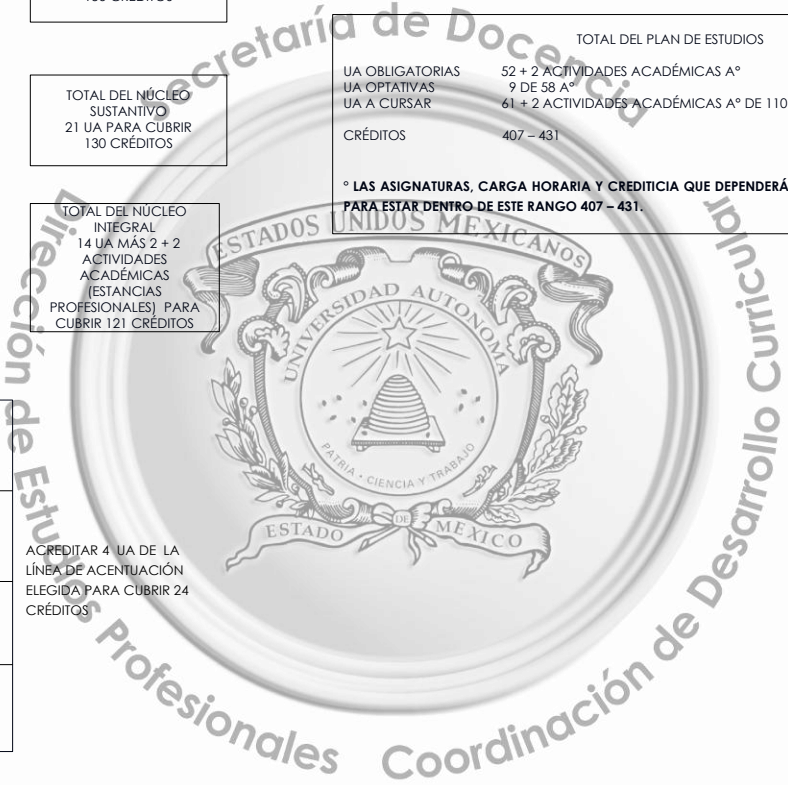 TOTAL DEL PLAN DE ESTUDIOS
UA OBLIGATORIAS 52 + 2 ACTIVIDADES ACADÉMICAS Aº
UA OPTATIVAS 9 DE 58 Aº
UA A CURSAR 61 + 2 ACTIVIDADES ACADÉMICAS Aº DE 110
CRÉDITOS 407 – 431
º LAS ASIGNATURAS, CARGA HORARIA Y CREDITICIA QUE DEPENDERÁ
PARA ESTAR DENTRO DE ESTE RANGO 407 – 431.
TOTAL DEL NÚCLEO
SUSTANTIVO
21 UA PARA CUBRIR
130 CRÉDITOS
TOTAL DEL NÚCLEO
INTEGRAL
14 UA MÁS 2 + 2
ACTIVIDADES
ACADÉMICAS
(ESTANCIAS
PROFESIONALES) PARA
CUBRIR 121 CRÉDITOS
ACREDITAR 4 UA DE LA
LÍNEA DE ACENTUACIÓN
ELEGIDA PARA CUBRIR 24
CRÉDITOS
Secretaría de Docencia
Dirección de Estudios Profesionales
Coordinación de Desarrollo Curricular
ESTADOS UNIDOS MEXICANOS
UNIVERSIDAD AUTONOMA
PATRIA · CIENCIA Y TRABAJO
ESTADO DE MEXICO